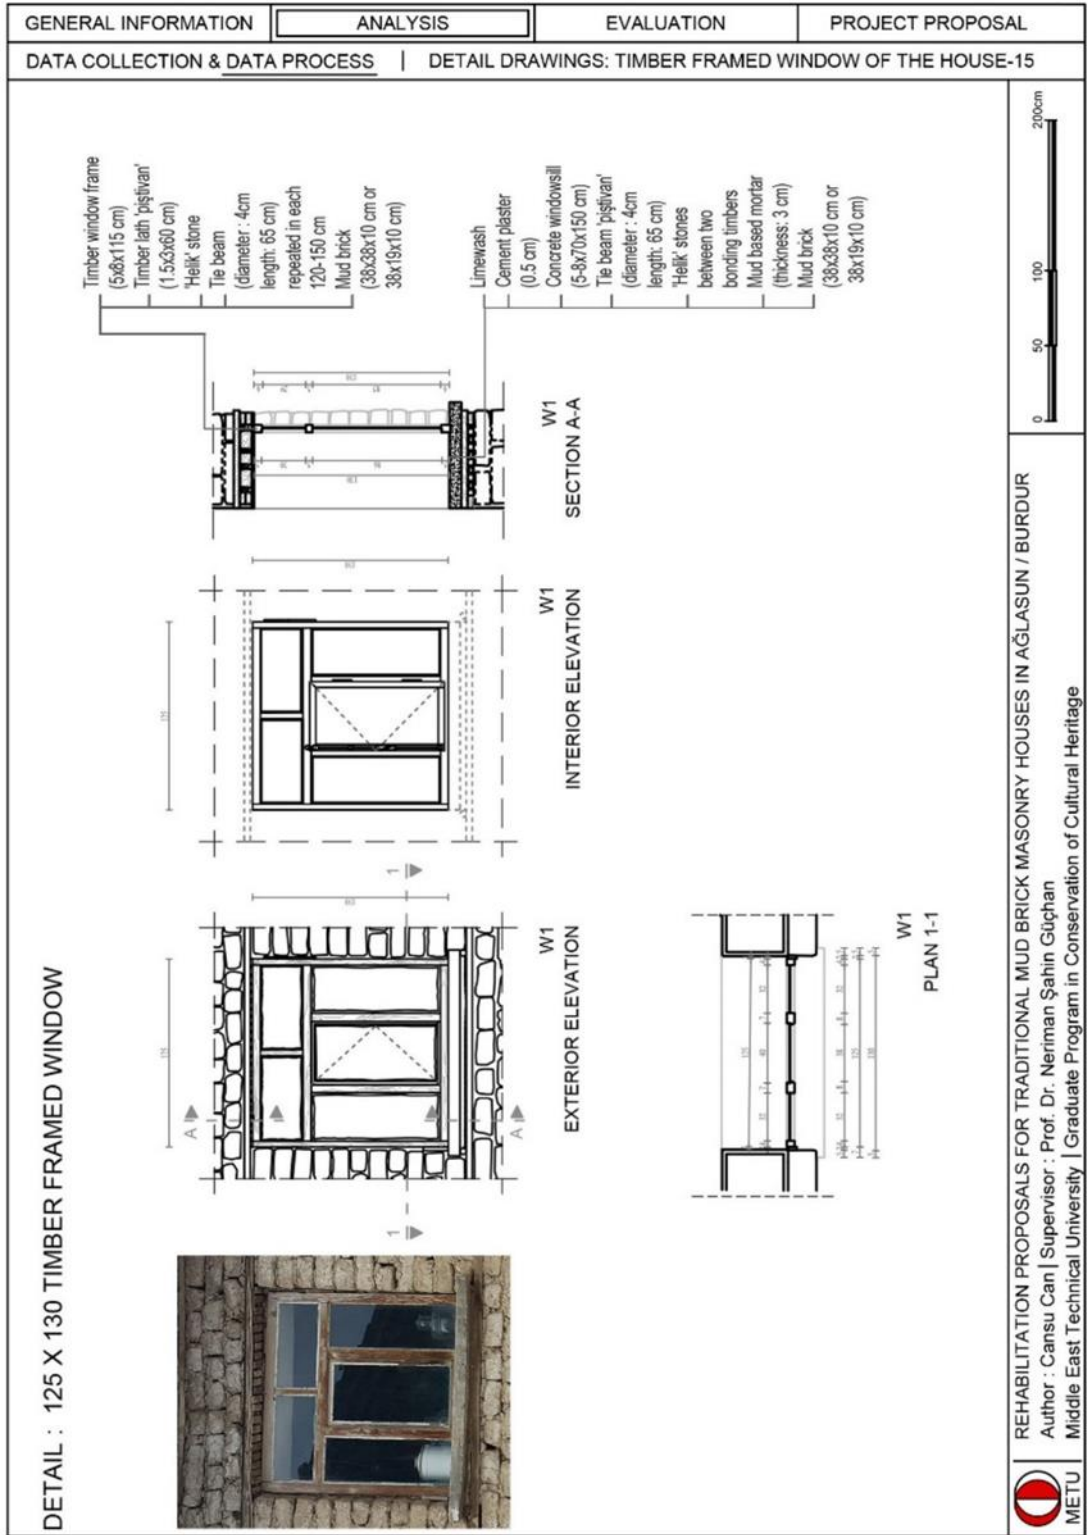 GENERAL INFORMATION
ANALYSIS
EVALUATION
PROJECT PROPOSAL
DATA COLLECTION & DATA PROCESS | DETAIL DRAWINGS: TIMBER FRAMED WINDOW OF THE HOUSE-15
DETAIL : 125 X 130 TIMBER FRAMED WINDOW
Timber window frame
(5x8x115 cm)
Timber lath 'piştivan'
(1.5x3x60 cm)
'Helik' stone
Tie beam
(diameter : 4cm
length: 65 cm)
repeated in each
120-150 cm
Mud brick
(38x38x10 cm or
38x19x10 cm)
Limewash
Cement plaster
(0.5 cm)
Concrete windowsill
(5-8x70x150 cm)
Tie beam 'piştivan'
(diameter : 4cm
length: 65 cm)
'Helik' stones
between two
bonding timbers
Mud based mortar
(thickness: 3 cm)
Mud brick
(38x38x10 cm or
38x19x10 cm)
A
A
1
1
125
125
W1
EXTERIOR ELEVATION
W1
INTERIOR ELEVATION
W1
SECTION A-A
W1
PLAN 1-1
0 50 100 200cm
METU
REHABILITATION PROPOSALS FOR TRADITIONAL MUD BRICK MASONRY HOUSES IN AĞLASUN / BURDUR
Author : Cansu Can | Supervisor : Prof. Dr. Neriman Şahin Güçhan
Middle East Technical University | Graduate Program in Conservation of Cultural Heritage